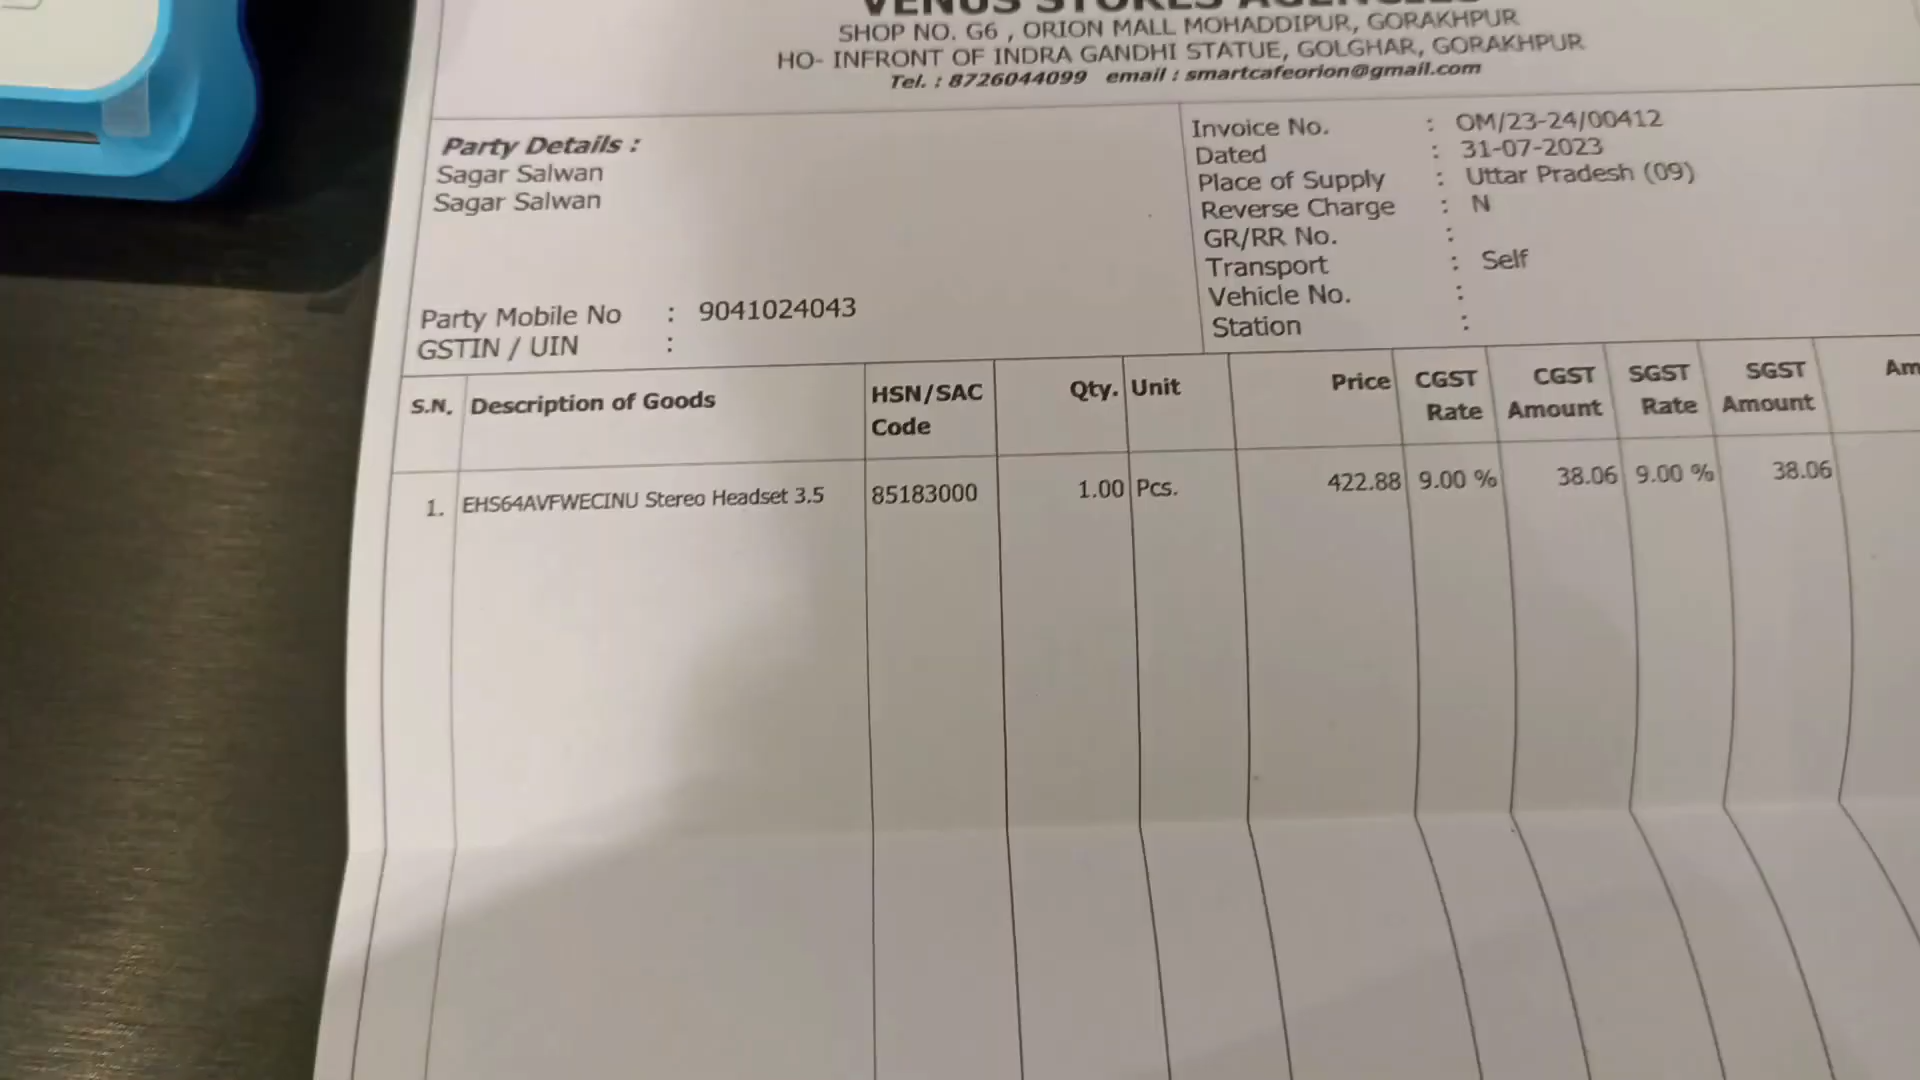 VENUS STORES AGENCIES
SHOP NO. G6 , ORION MALL MOHADDIPUR, GORAKHPUR
HO- INFRONT OF INDRA GANDHI STATUE, GOLGHAR, GORAKHPUR
Tel. : 8726044099 email : smartcafeorion@gmail.com
Party Details :
Sagar Salwan
Sagar Salwan
Party Mobile No : 9041024043
GSTIN / UIN :
Invoice No. : OM/23-24/00412
Dated : 31-07-2023
Place of Supply : Uttar Pradesh (09)
Reverse Charge : N
GR/RR No. :
Transport : Self
Vehicle No. :
Station :
S.N. Description of Goods HSN/SAC Code Qty. Unit Price CGST Rate CGST Amount SGST Rate SGST Amount
1. EHS64AVFWECINU Stereo Headset 3.5 85183000 1.00 Pcs. 422.88 9.00 % 38.06 9.00 % 38.06